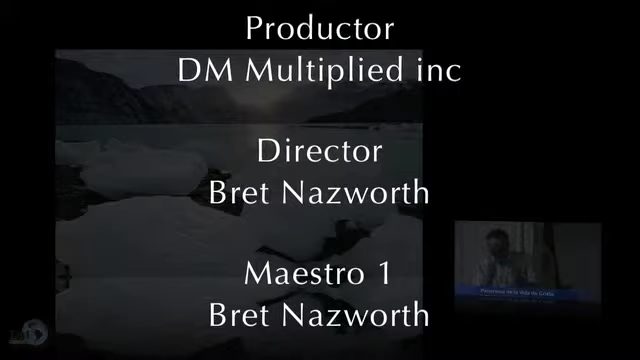 Productor
DM Multiplied inc
Director
Bret Nazworth
Maestro 1
Bret Nazworth